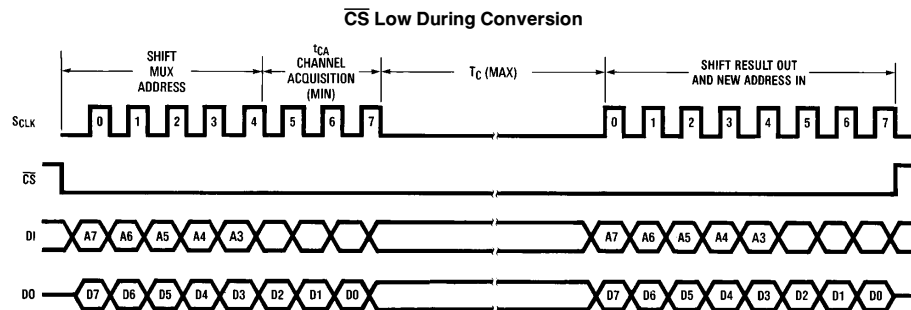 CS Low During Conversion
SHIFT
MUX
ADDRESS
tCA
CHANNEL
ACQUISITION
(MIN)
TC (MAX)
SHIFT RESULT OUT
AND NEW ADDRESS IN
SCLK
0 1 2 3 4 5 6 7 0 1 2 3 4 5 6 7
CS
DI
A7 A6 A5 A4 A3 A7 A6 A5 A4 A3
DO
D7 D6 D5 D4 D3 D2 D1 D0 D7 D6 D5 D4 D3 D2 D1 D0